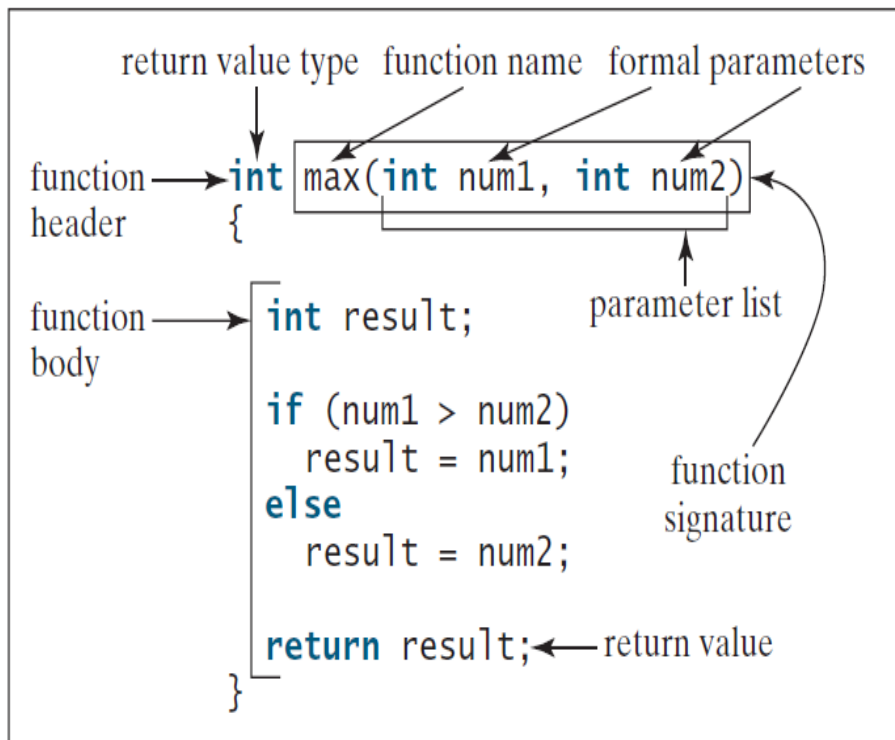 return value type function name formal parameters
function header
int max(int num1, int num2)
{
parameter list
function body
int result;
if (num1 > num2)
result = num1;
else
result = num2;
function signature
return result; return value
}